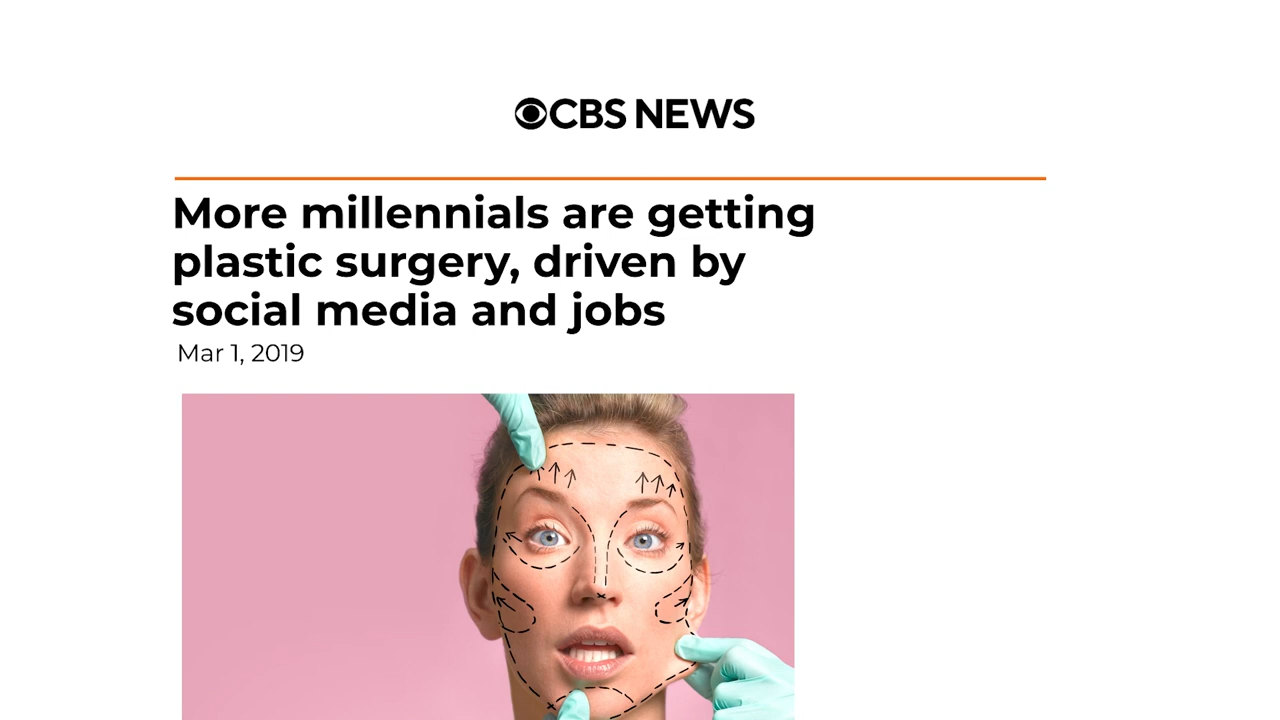 CBS NEWS
More millennials are getting
plastic surgery, driven by
social media and jobs
Mar 1, 2019